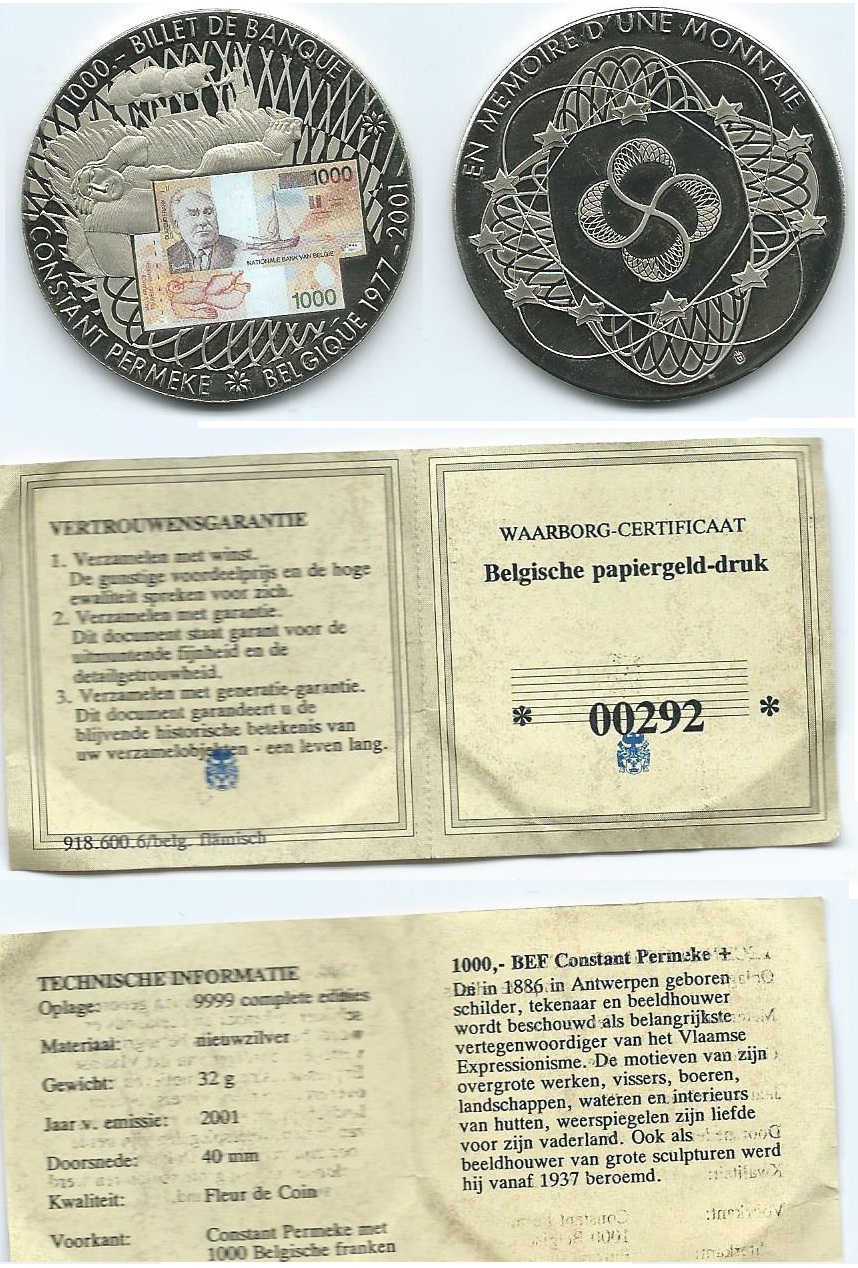 1000.- BILLET DE BANQUE
1000
NATIONALE BANK VAN BELGIE
1000
CONSTANT PERMEKE
BELGIQUE 1977-2001
EN MEMOIRE D'UNE MONNAIE
VERTROUWENSGARANTIE
1. Verzamelen met winst.
De gunstige voordeelprijs en de hoge
ewaliteit spreken voor zich.
2. Verzamelen met garantie.
Dit document staat garant voor de
uitmuntende fijnheid en de
detailgetrouwheid.
3. Verzamelen met generatie-garantie.
Dit document garandeert u de
blijvende historische betekenis van
uw verzamelobjekten - een leven lang.
918.600.6/belg. flämisch
WAARBORG-CERTIFICAAT
Belgische papiergeld-druk
* 00292 *
TECHNISCHE INFORMATIE
Oplage: 9999 complete edities
Materiaal: nieuwzilver
Gewicht: 32 g
Jaar v. emissie: 2001
Doorsnede: 40 mm
Kwaliteit: Fleur de Coin
Voorkant: Constant Permeke met
1000 Belgische franken
1000,- BEF Constant Permeke +
De in 1886 in Antwerpen geboren
schilder, tekenaar en beeldhouwer
wordt beschouwd als belangrijkste
vertegenwoordiger van het Vlaamse
Expressionisme. De motieven van zijn
overgrote werken, vissers, boeren,
landschappen, wateren en interieurs
van hutten, weerspiegelen zijn liefde
voor zijn vaderland. Ook als
beeldhouwer van grote sculpturen werd
hij vanaf 1937 beroemd.